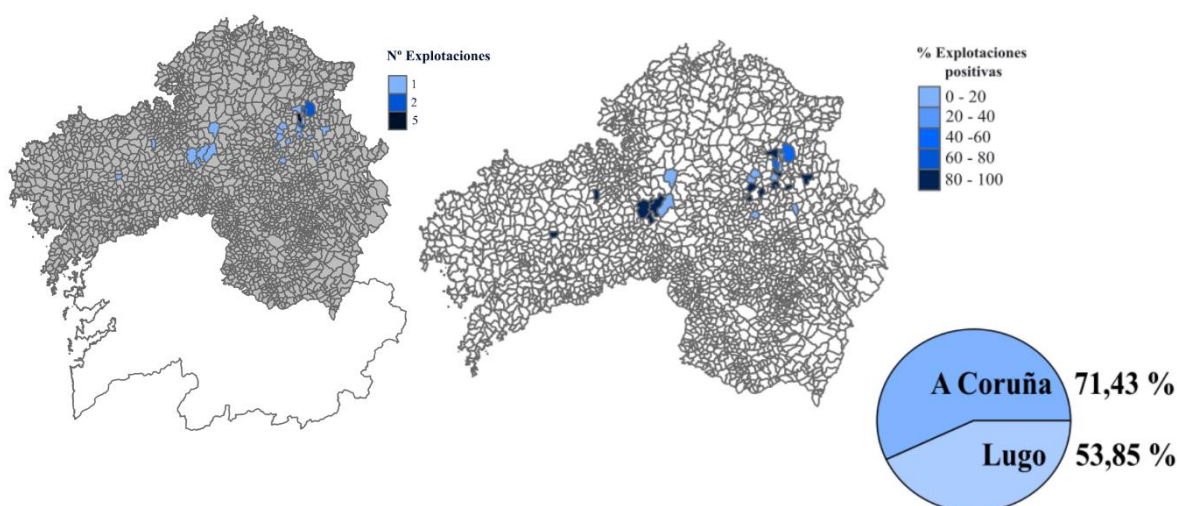 Nº Explotaciones
1
2
5
% Explotaciones
positivas
0 - 20
20 - 40
40 -60
60 - 80
80 - 100
A Coruña 71,43 %
Lugo 53,85 %